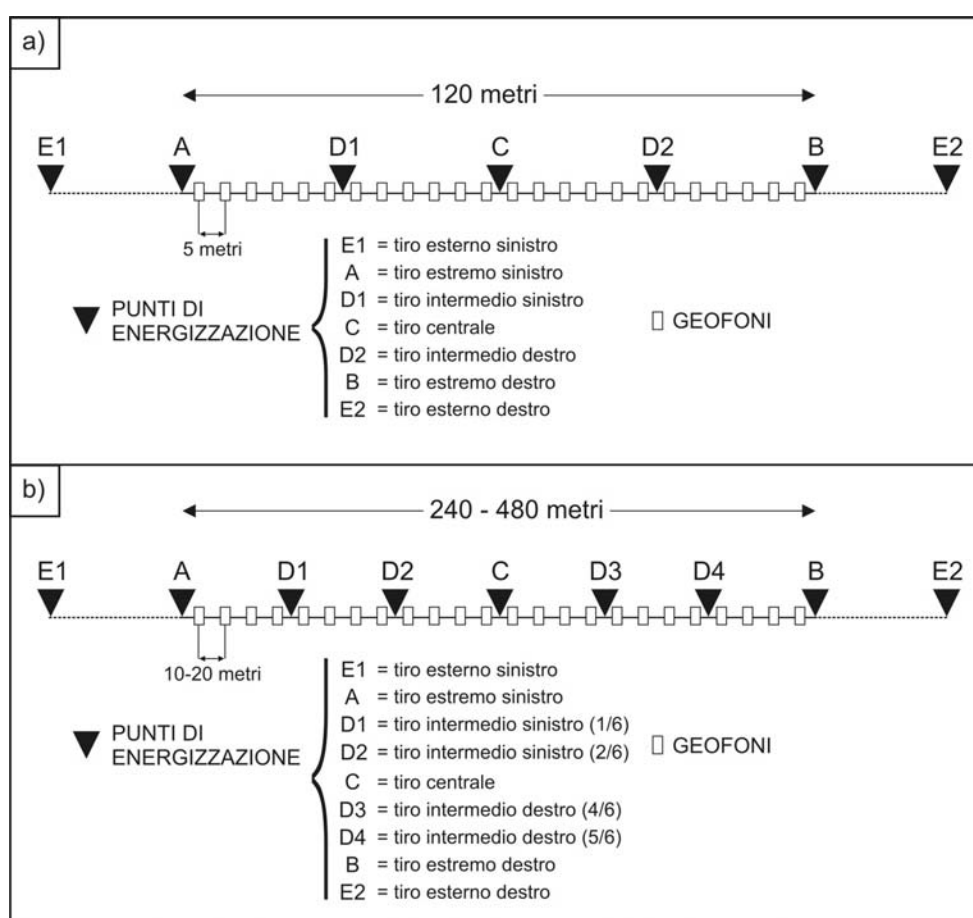 a)
120 metri
E1 A D1 C D2 B E2
5 metri
PUNTI DI
ENERGIZZAZIONE
E1 = tiro esterno sinistro
A = tiro estremo sinistro
D1 = tiro intermedio sinistro
C = tiro centrale
D2 = tiro intermedio destro
B = tiro estremo destro
E2 = tiro esterno destro
GEOFONI
b)
240 - 480 metri
E1 A D1 D2 C D3 D4 B E2
10-20 metri
PUNTI DI
ENERGIZZAZIONE
E1 = tiro esterno sinistro
A = tiro estremo sinistro
D1 = tiro intermedio sinistro (1/6)
D2 = tiro intermedio sinistro (2/6)
C = tiro centrale
D3 = tiro intermedio destro (4/6)
D4 = tiro intermedio destro (5/6)
B = tiro estremo destro
E2 = tiro esterno destro
GEOFONI